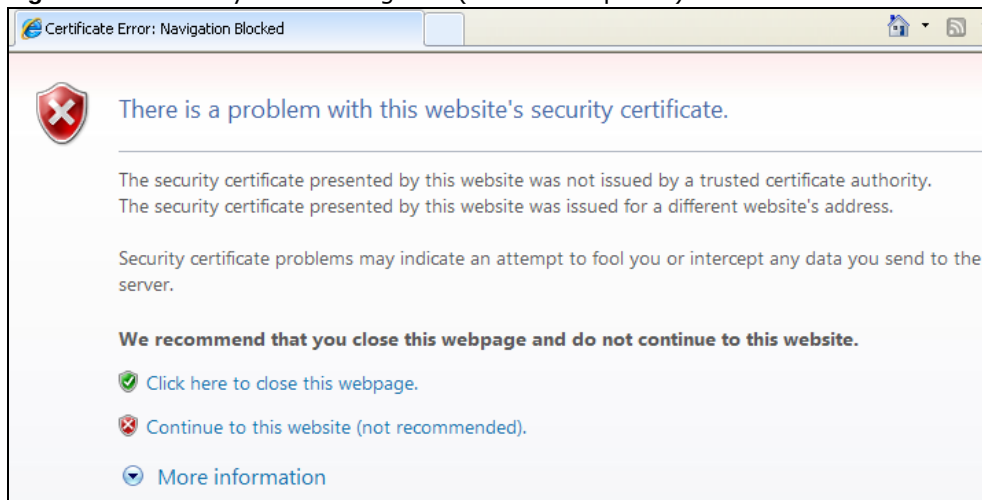 Certificate Error: Navigation Blocked
There is a problem with this website's security certificate.
The security certificate presented by this website was not issued by a trusted certificate authority.
The security certificate presented by this website was issued for a different website's address.
Security certificate problems may indicate an attempt to fool you or intercept any data you send to the
server.
We recommend that you close this webpage and do not continue to this website.
Click here to close this webpage.
Continue to this website (not recommended).
More information